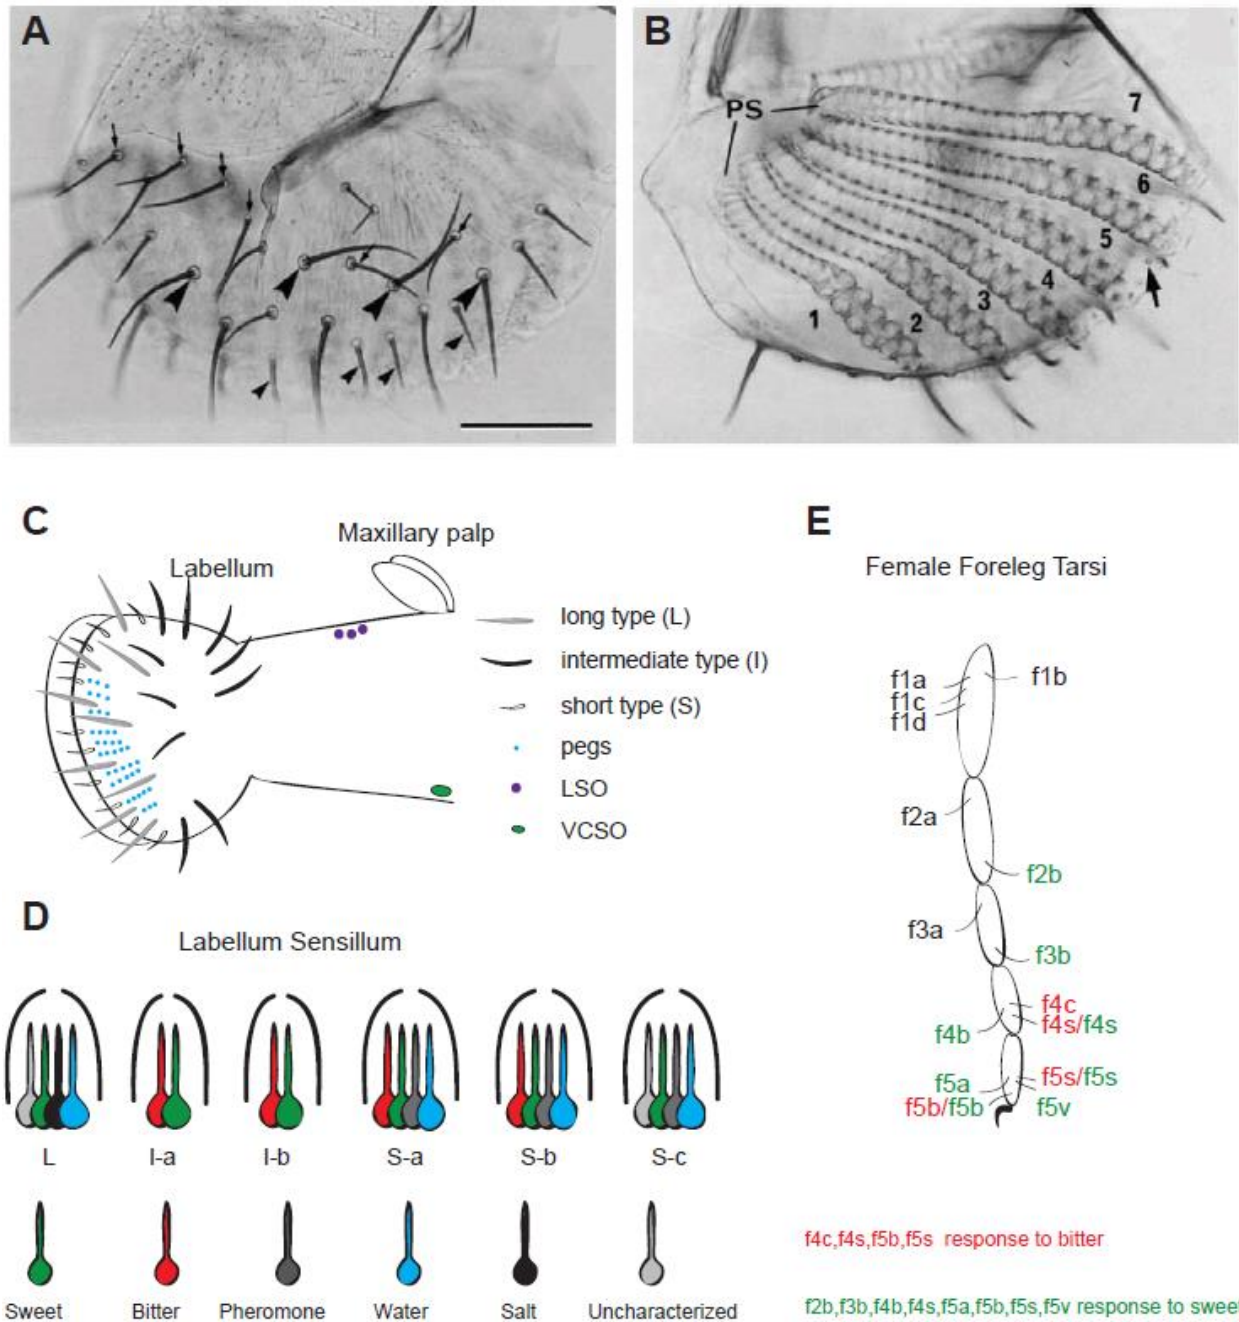 A
B
PS
7
6
5
4
3
2
1
C
Maxillary palp
Labellum
long type (L)
intermediate type (I)
short type (S)
pegs
LSO
VCSO
D
Labellum Sensillum
L I-a I-b S-a S-b S-c
Sweet Bitter Pheromone Water Salt Uncharacterized
E
Female Foreleg Tarsi
f1a
f1b
f1c
f1d
f2a
f2b
f3a
f3b
f4c
f4s/f4s
f4b
f5s/f5s
f5a
f5b/f5b
f5v
f4c,f4s,f5b,f5s response to bitter
f2b,f3b,f4b,f4s,f5a,f5b,f5s,f5v response to sweet